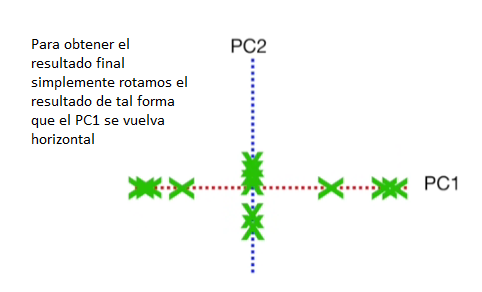 Para obtener el
resultado final
simplemente rotamos el
resultado de tal forma
que el PC1 se vuelva
horizontal
PC2
PC1